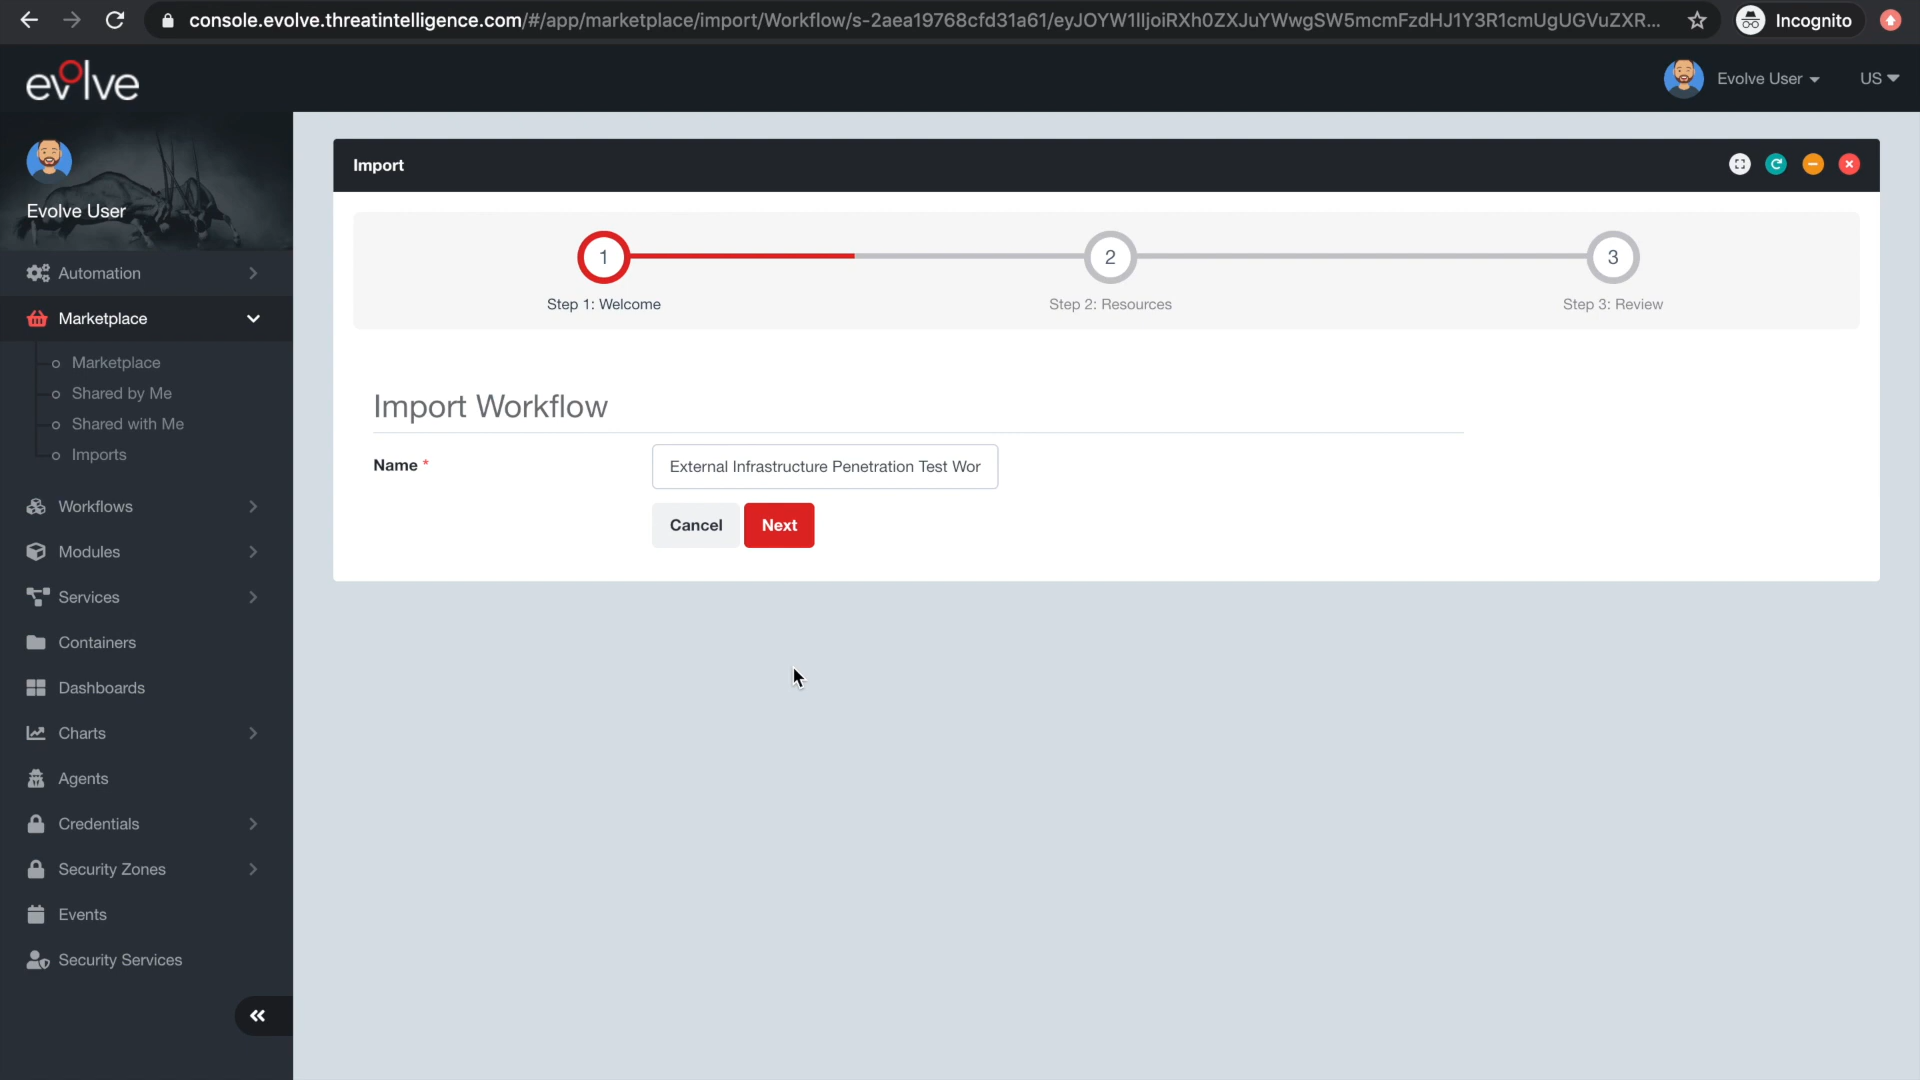 console.evolve.threatintelligence.com/#/app/marketplace/import/Workflow/s-2aea19768cfd31a61/eyJOYW1lIjoiRXh0ZXJuYWwgSW5mcmFzdHJ1Y3R1cmUgUGVuZXR...
Incognito
evolve
Evolve User
US
Evolve User
Automation
Marketplace
Marketplace
Shared by Me
Shared with Me
Imports
Workflows
Modules
Services
Containers
Dashboards
Charts
Agents
Credentials
Security Zones
Events
Security Services
Import
1
2
3
Step 1: Welcome
Step 2: Resources
Step 3: Review
Import Workflow
Name *
External Infrastructure Penetration Test Wor
Cancel
Next